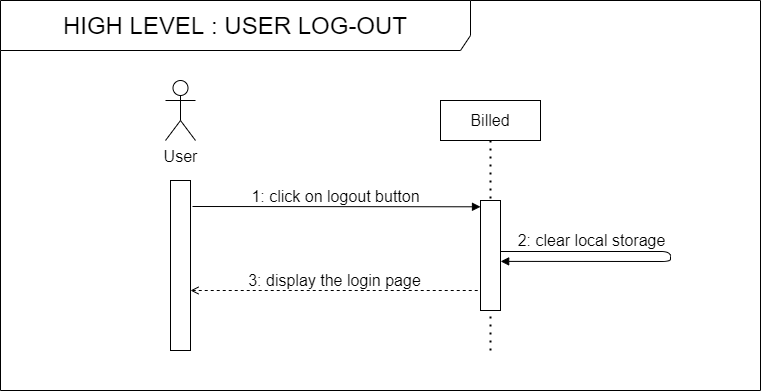 HIGH LEVEL : USER LOG-OUT
User
Billed
1: click on logout button
2: clear local storage
3: display the login page